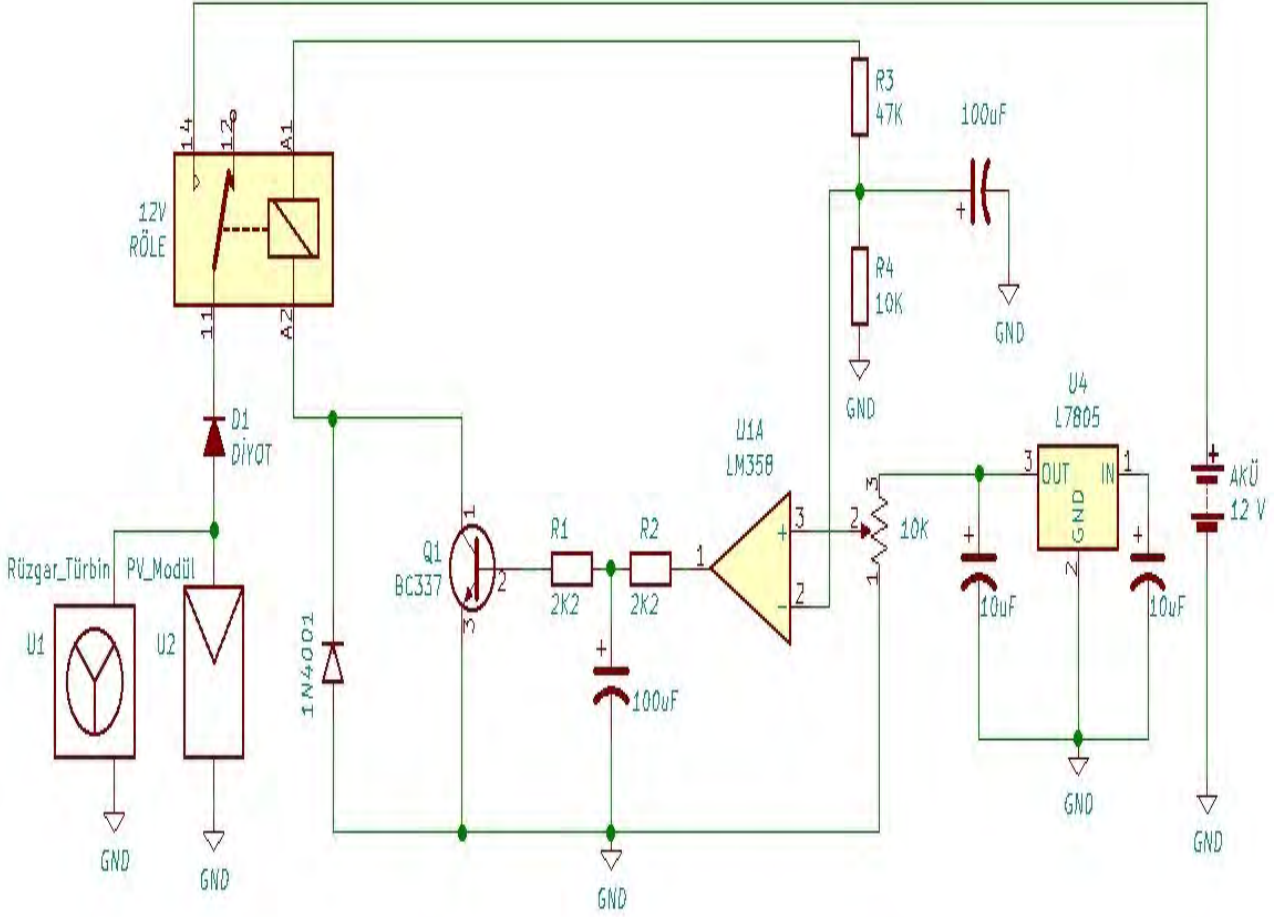 14
12
A1
12V
RÖLE
11
A2
R3
47K
100uF
+
R4
10K
GND
GND
D1
DİYOT
U4
L7805
3
OUT
IN
1
GND
2
+
AKÜ
12 V
U1A
LM358
1
+
3
-
2
3
2
1
10K
+
10uF
+
10uF
GND
GND
Rüzgar_Türbin
PV_Modül
U1
U2
GND
GND
1N4001
Q1
BC337
1
2
3
R1
2K2
R2
2K2
+
100uF
GND